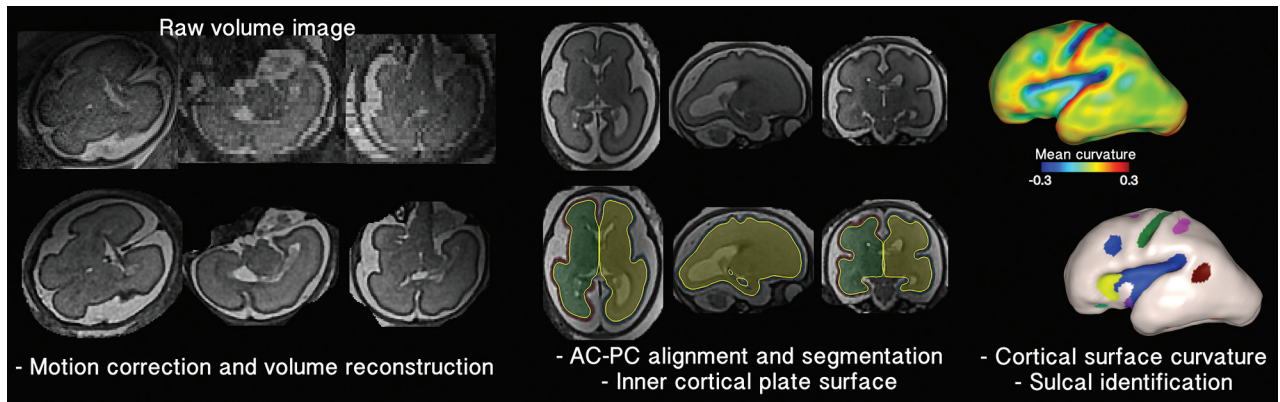 Raw volume image
- Motion correction and volume reconstruction
- AC-PC alignment and segmentation
- Inner cortical plate surface
Mean curvature
-0.3 0.3
- Cortical surface curvature
- Sulcal identification